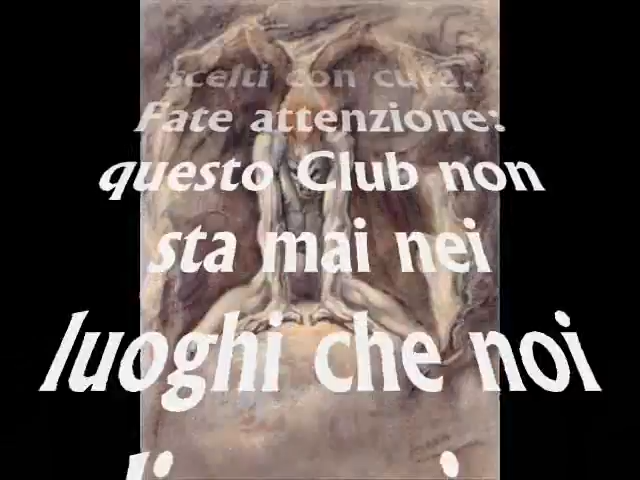 scelti con cura.
Fate attenzione:
questo Club non
sta mai nei
luoghi che noi